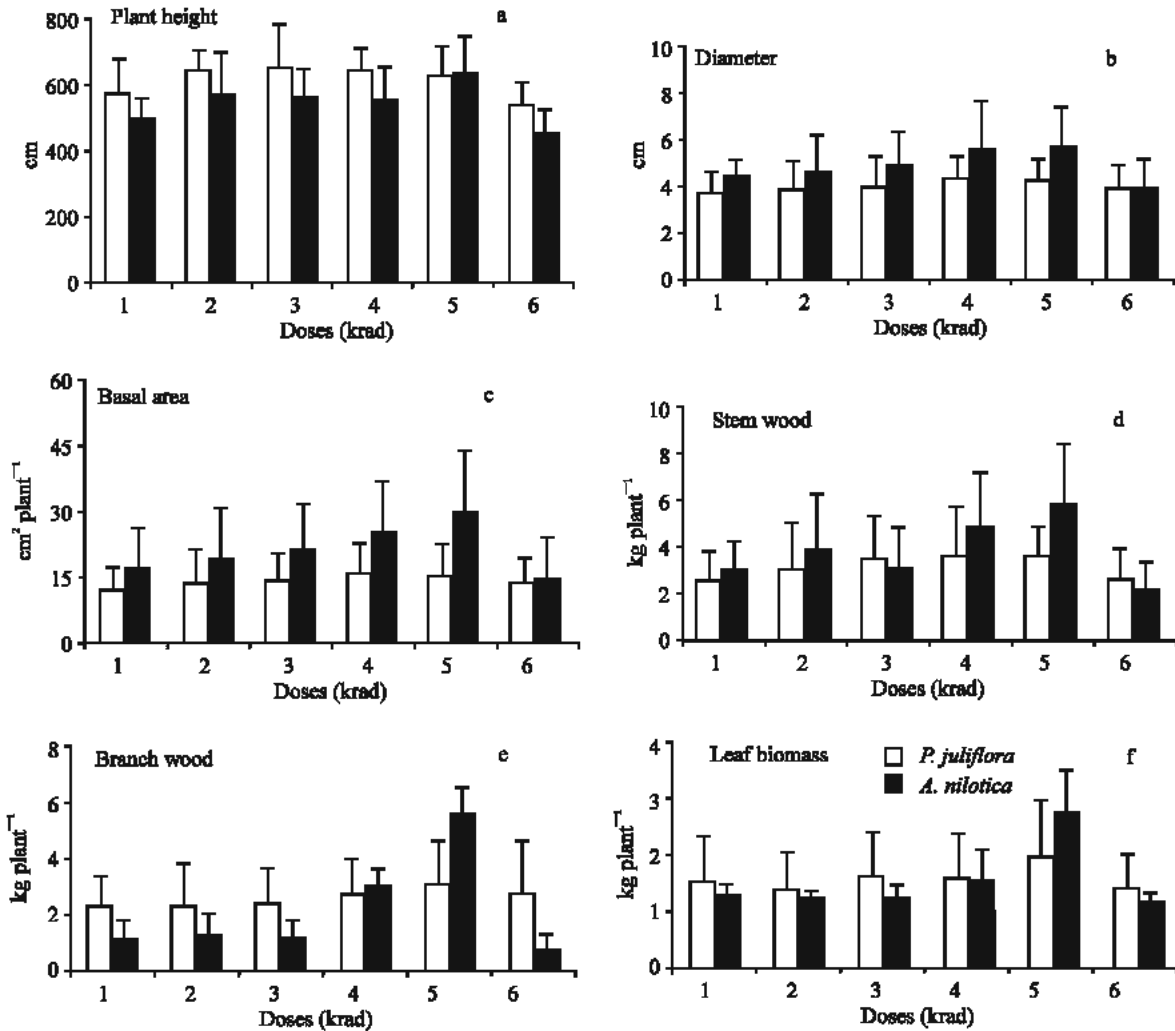 Plant height a
800
600
400
200
0
cm
1 2 3 4 5 6
Doses (krad)
Diameter b
10
8
6
4
2
0
cm
1 2 3 4 5 6
Doses (krad)
Basal area c
60
45
30
15
0
cm² plant⁻¹
1 2 3 4 5 6
Doses (krad)
Stem wood d
10
8
6
4
2
0
kg plant⁻¹
1 2 3 4 5 6
Doses (krad)
Branch wood e
8
6
4
2
0
kg plant⁻¹
1 2 3 4 5 6
Doses (krad)
Leaf biomass f
P. juliflora
A. nilotica
4
3
2
1
0
kg plant⁻¹
1 2 3 4 5 6
Doses (krad)